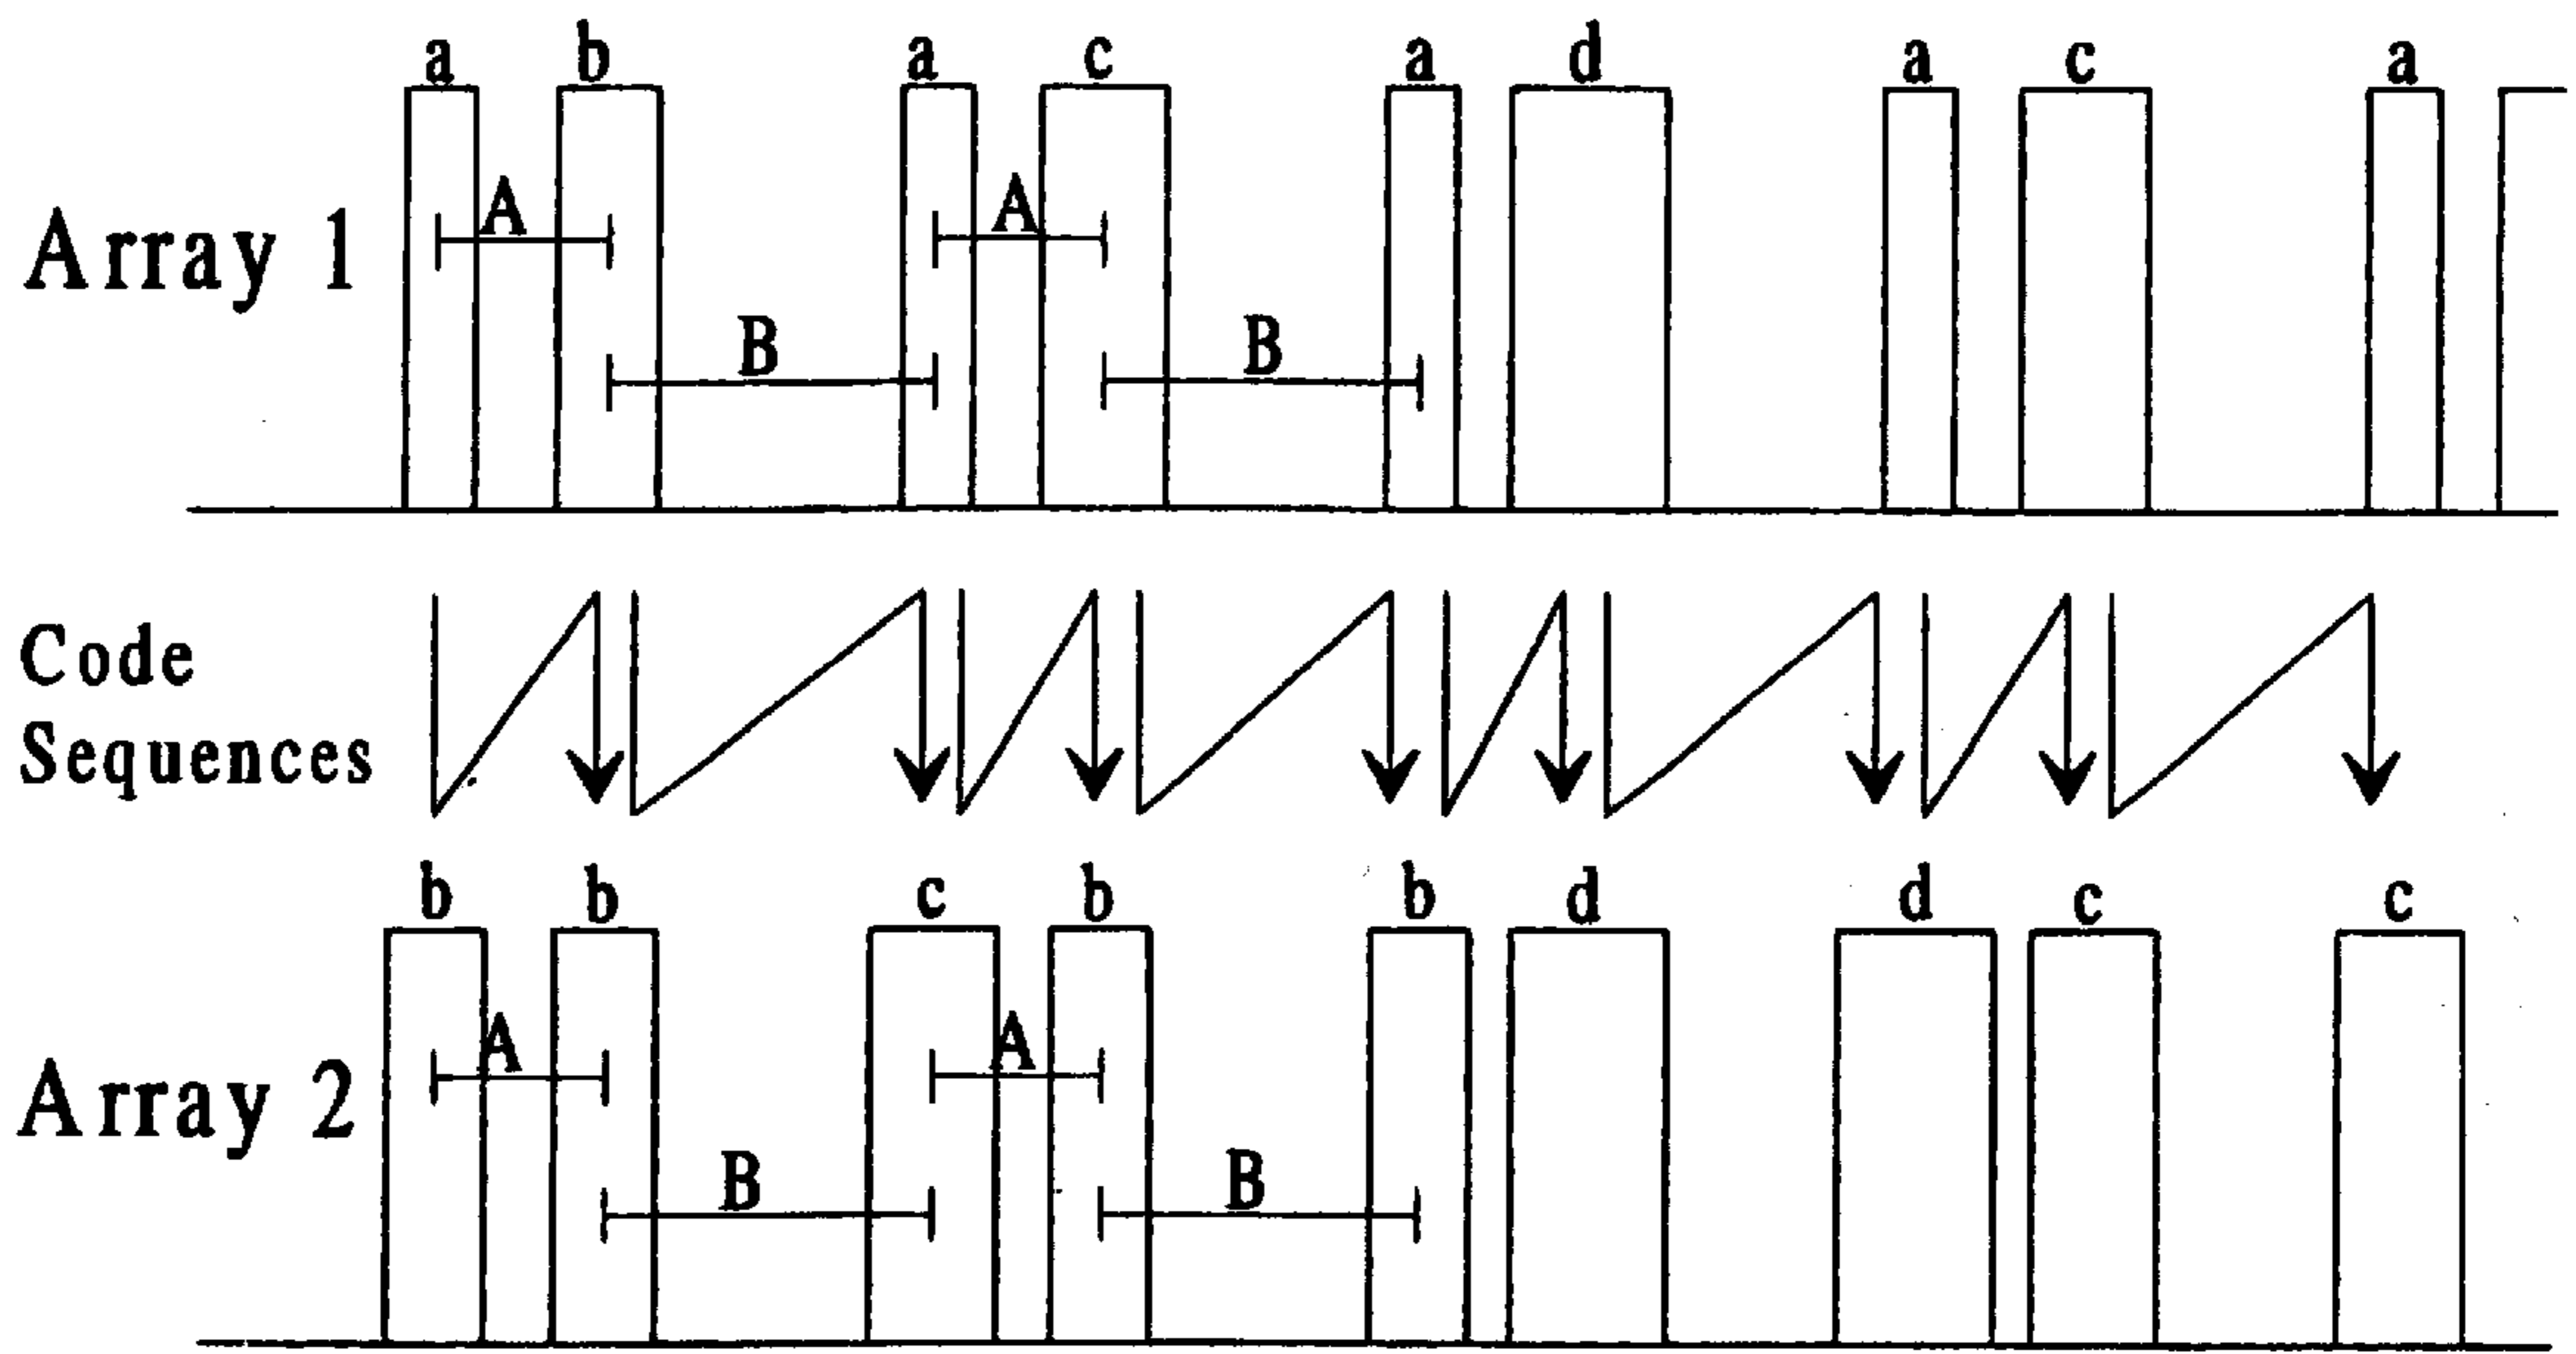 a b a c a d a c a
A A
Array 1
B B
Code
Sequences
b b c b b d d c c
A A
Array 2
B B